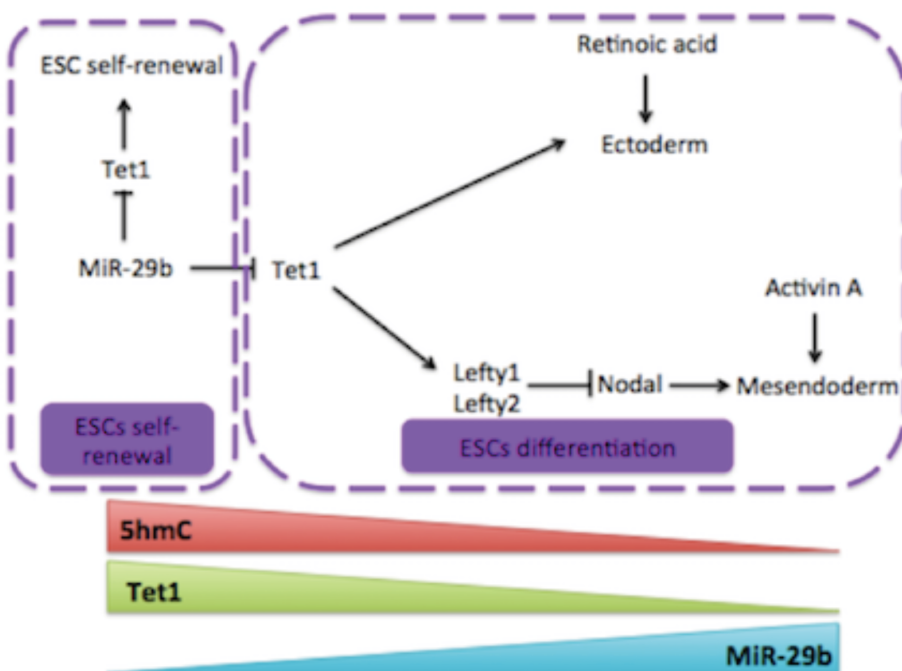 ESC self-renewal
Tet1
MiR-29b
ESCs self-
renewal
Retinoic acid
Ectoderm
Tet1
Activin A
Lefty1
Lefty2
Nodal
Mesendoderm
ESCs differentiation
5hmC
Tet1
MiR-29b